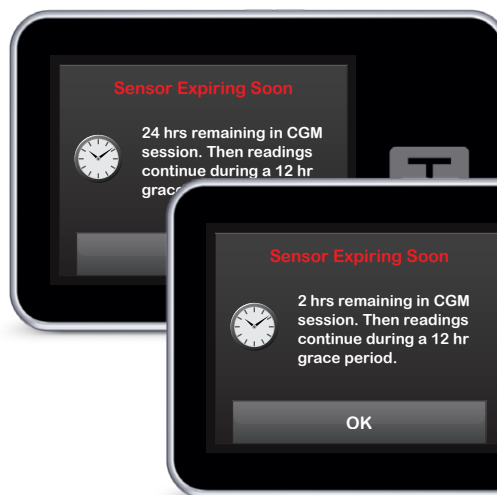 Sensor Expiring Soon
24 hrs remaining in CGM
session. Then readings
continue during a 12 hr
Sensor Expiring Soon
2 hrs remaining in CGM
session. Then readings
continue during a 12 hr
grace period.
OK